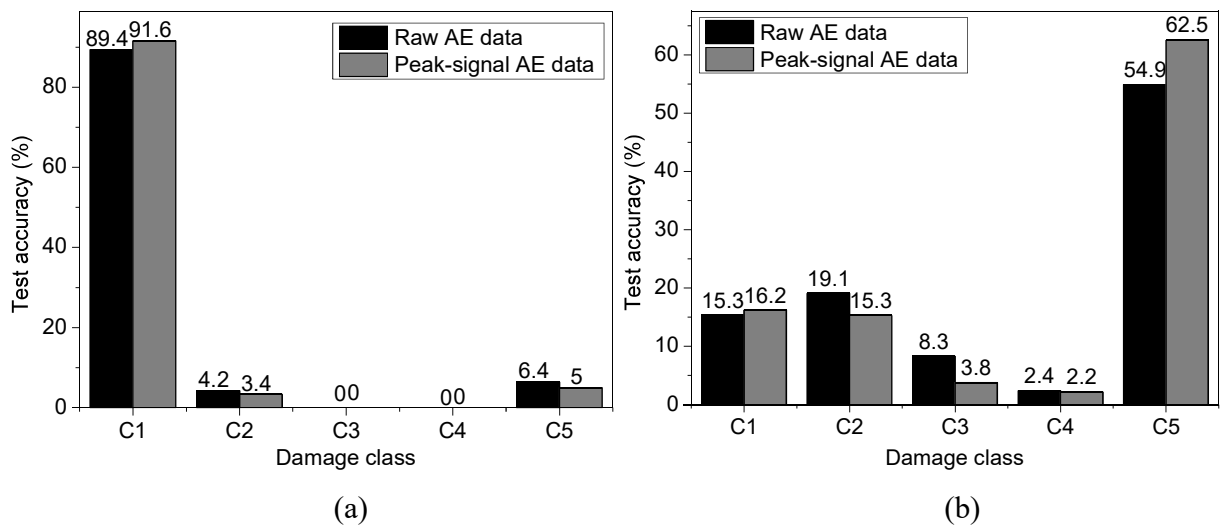 Raw AE data
Peak-signal AE data
Test accuracy (%)
80
60
40
20
0
89.4
91.6
4.2
3.4
00
00
6.4
5
C1
C2
C3
C4
C5
Damage class
(a)
Raw AE data
Peak-signal AE data
Test accuracy (%)
60
50
40
30
20
10
0
15.3
16.2
19.1
15.3
8.3
3.8
2.4
2.2
54.9
62.5
C1
C2
C3
C4
C5
Damage class
(b)